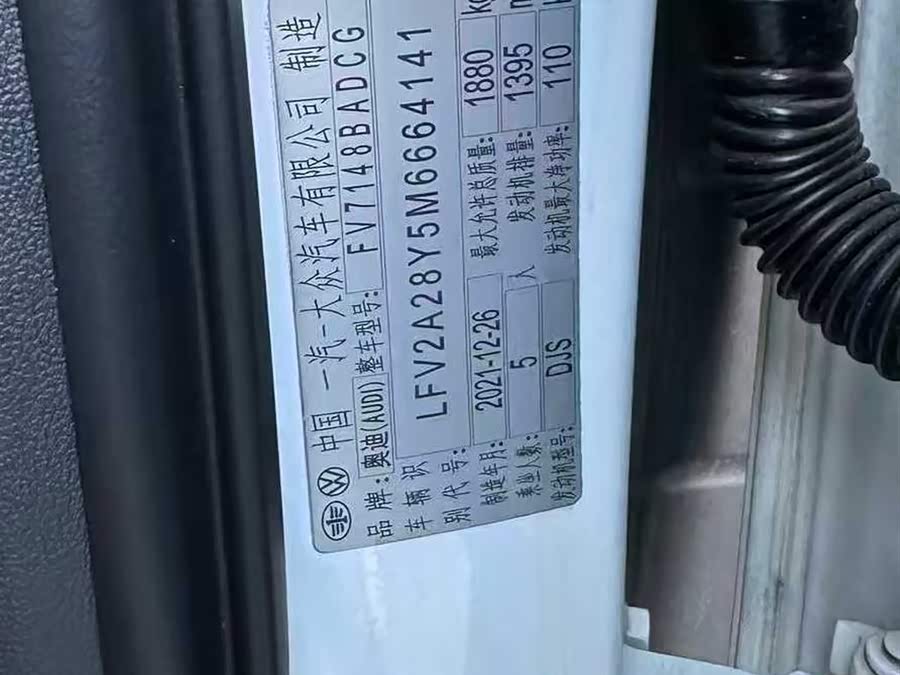 中国 一汽-大众汽车有限公司 制造
品牌: 奥迪(AUDI) 整车型号: FV7148BADCG
车辆识别代号: LFV2A28Y5M6664141
制造年月: 2021-12-26 最大允许总质量: 1880 kg
乘坐人数: 5 人 发动机排量: 1395
发动机型号: DJS 发动机最大净功率: 110